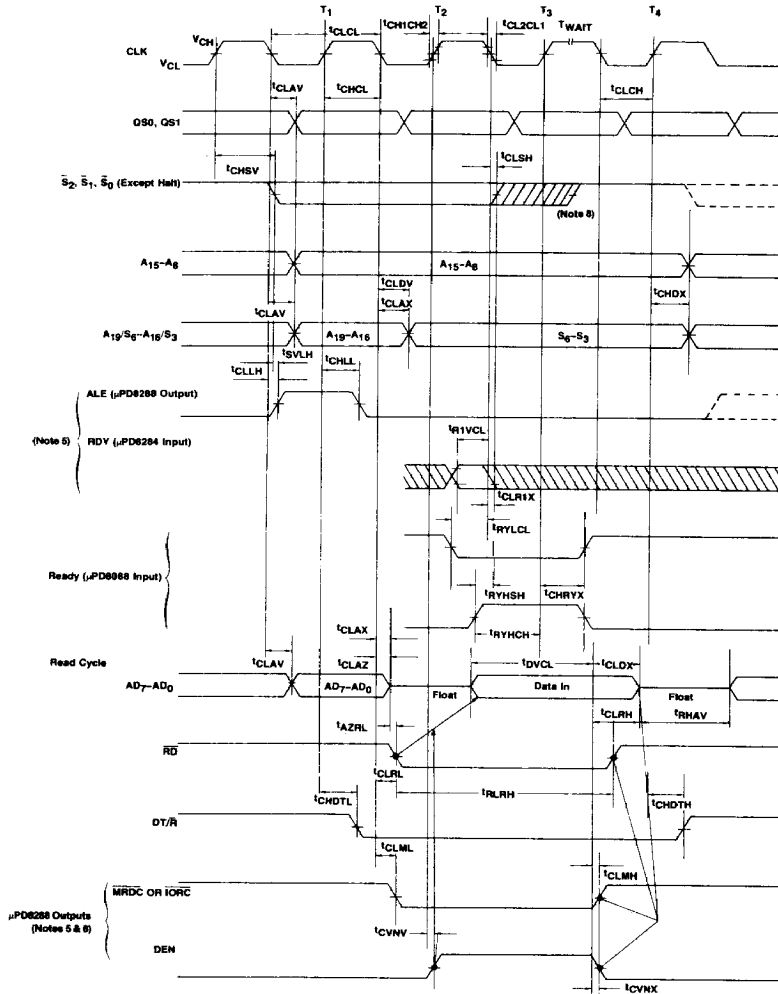 T1 T2 T3 TWAIT T4
tCLCL tCH1CH2 tCL2CL1
CLK VCH
VCL
tCLAV tCHCL tCLCH
QS0, QS1
tCHSV tCLSH
S2, S1, S0 (Except Halt)
(Note 8)
A15–A8 A15–A8
tCLDV
tCLAV tCLAX tCHDX
A19/S6–A16/S3 A19–A16 S6–S3
tSVLH
tCLLH tCHLL
ALE (μPD8288 Output)
(Note 5) RDY (μPD8284 Input)
tR1VCL
tCLR1X
tRYLCL
Ready (μPD8088 Input)
tRYHSH tCHRYX
tRYHCH
tCLAX
tCLAV tCLAZ tDVCL tCLDX
Read Cycle
AD7–AD0 AD7–AD0 Float Data In Float
tAZRL tCLRH tRHAV
RD
tCLRL
tCHDTL tRLRH tCHDTH
DT/R
tCLML
tCLMH
MRDC OR IORC
μPD8288 Outputs
(Notes 5 & 6)
tCVNV
DEN
tCVNX